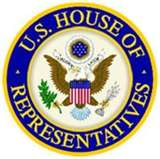 U.S. HOUSE OF
REPRESENTATIVES